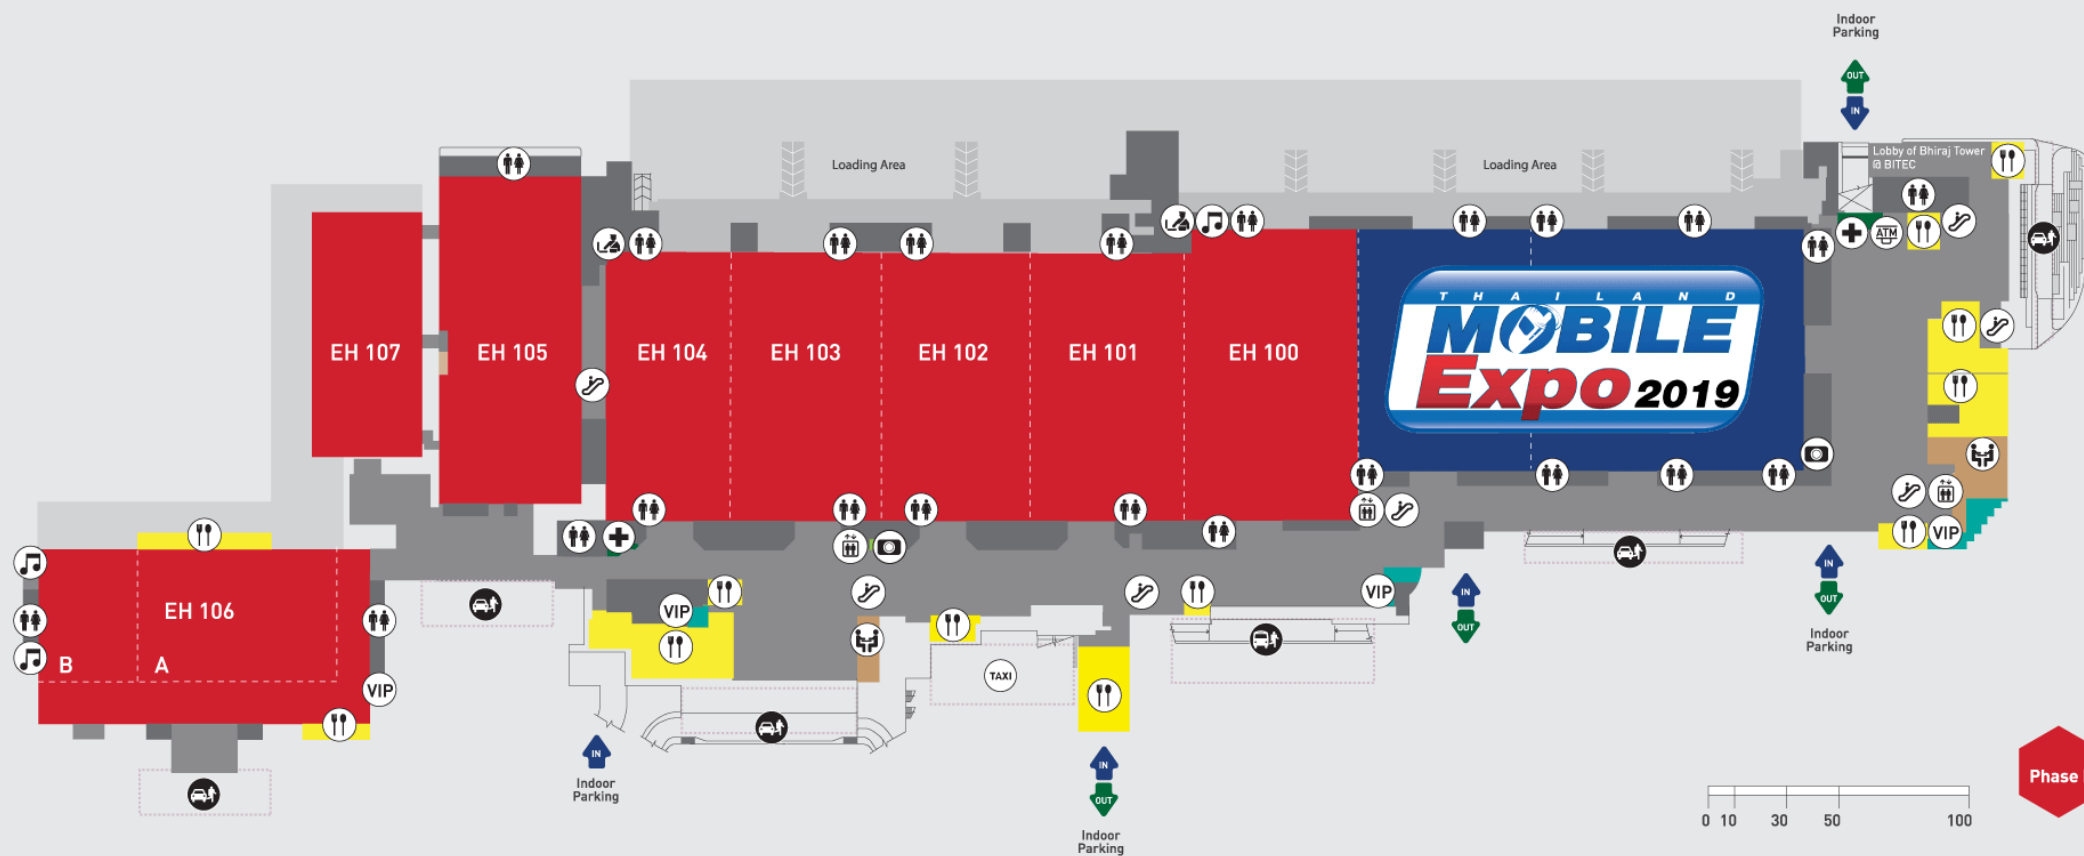 Indoor
Parking
OUT
IN
Loading Area
Loading Area
Lobby of Bhiraj Tower
@ BITEC
ATM
THAILAND
MOBILE
Expo 2019
EH 107
EH 105
EH 104
EH 103
EH 102
EH 101
EH 100
VIP
EH 106
B
A
VIP
VIP
VIP
TAXI
IN
OUT
IN
OUT
Indoor
Parking
IN
Indoor
Parking
IN
OUT
Indoor
Parking
Phase
0 10 30 50 100